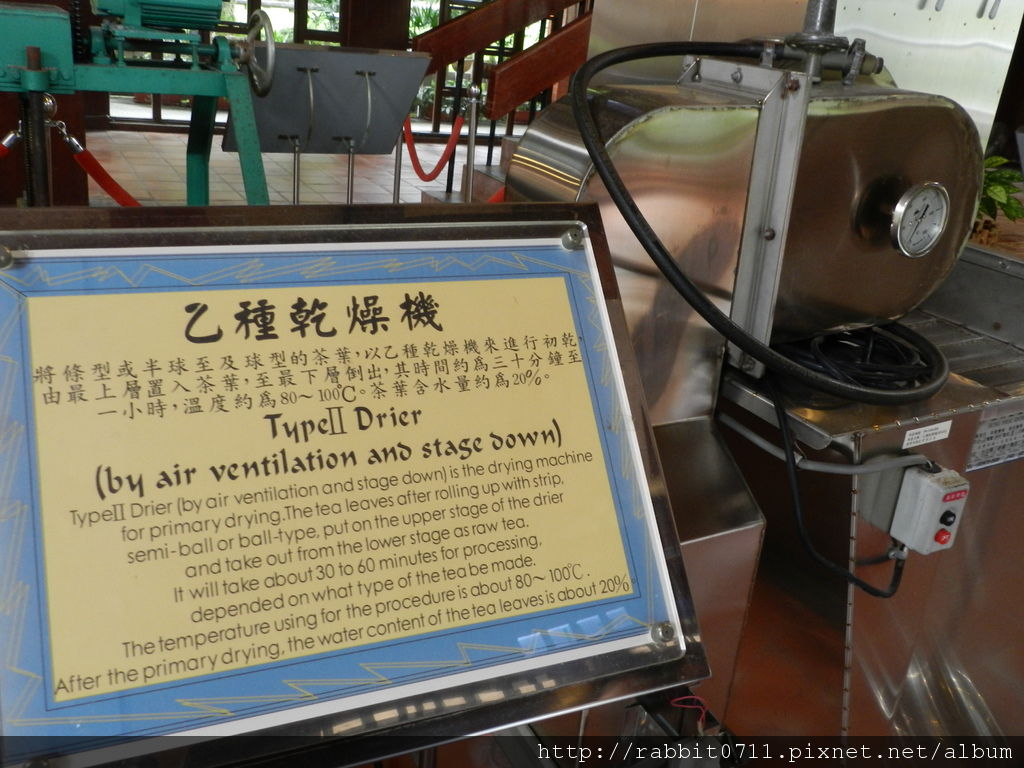 乙種乾燥機
將條型或半球至及球型的茶葉,以乙種乾燥機來進行初乾,
由最上層置入茶葉,至最下層倒出,其時間約為三十分鐘至
一小時,溫度約為80～100℃。茶葉含水量約為20%。
TypeⅡ Drier
(by air ventilation and stage down)
TypeⅡ Drier (by air ventilation and stage down) is the drying machine
for primary drying.The tea leaves after rolling up with strip,
semi-ball or ball-type, put on the upper stage of the drier
and take out from the lower stage as raw tea.
It will take about 30 to 60 minutes for processing,
depended on what type of the tea be made.
The temperature using for the procedure is about 80～100℃.
After the primary drying, the water content of the tea leaves is about 20%.
http://rabbit0711.pixnet.net/album